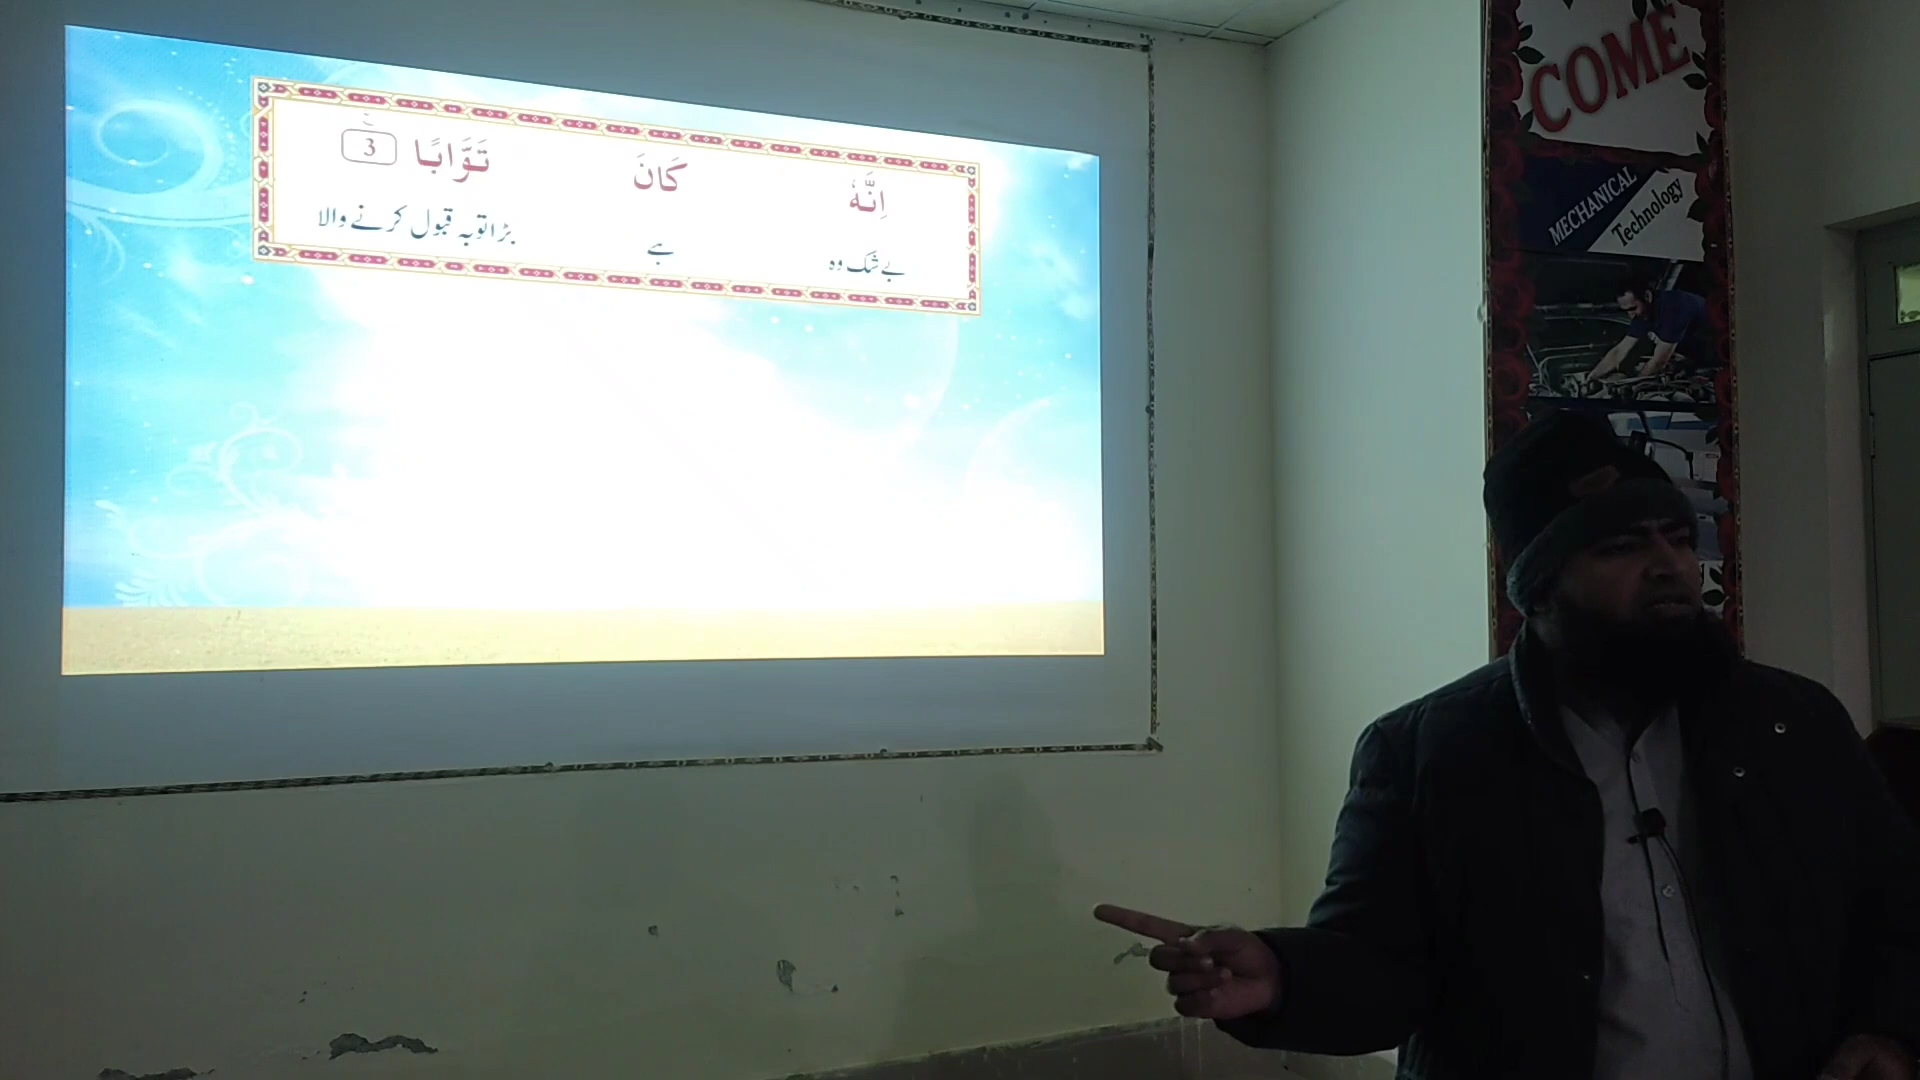 اِنَّهٗ كَانَ تَوَّابًا 3
بے شک وہ ہے بڑا توبہ قبول کرنے والا
COME
MECHANICAL
Technology